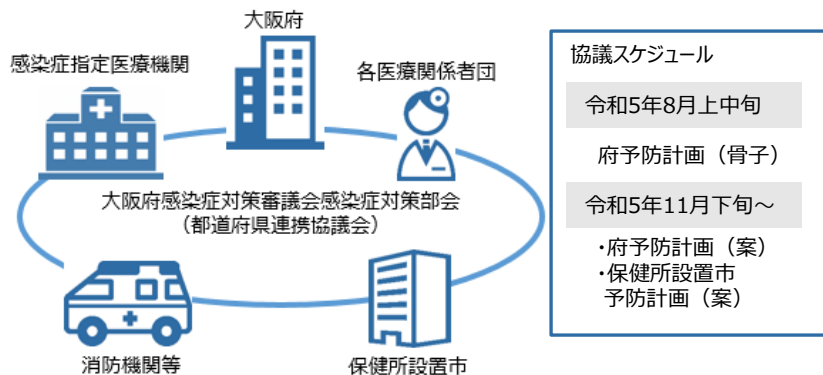 大阪府
感染症指定医療機関
各医療関係者団
大阪府感染症対策審議会感染症対策部会
（都道府県連携協議会）
消防機関等
保健所設置市
協議スケジュール
令和5年8月上中旬
府予防計画（骨子）
令和5年11月下旬～
・府予防計画（案）
・保健所設置市
予防計画（案）